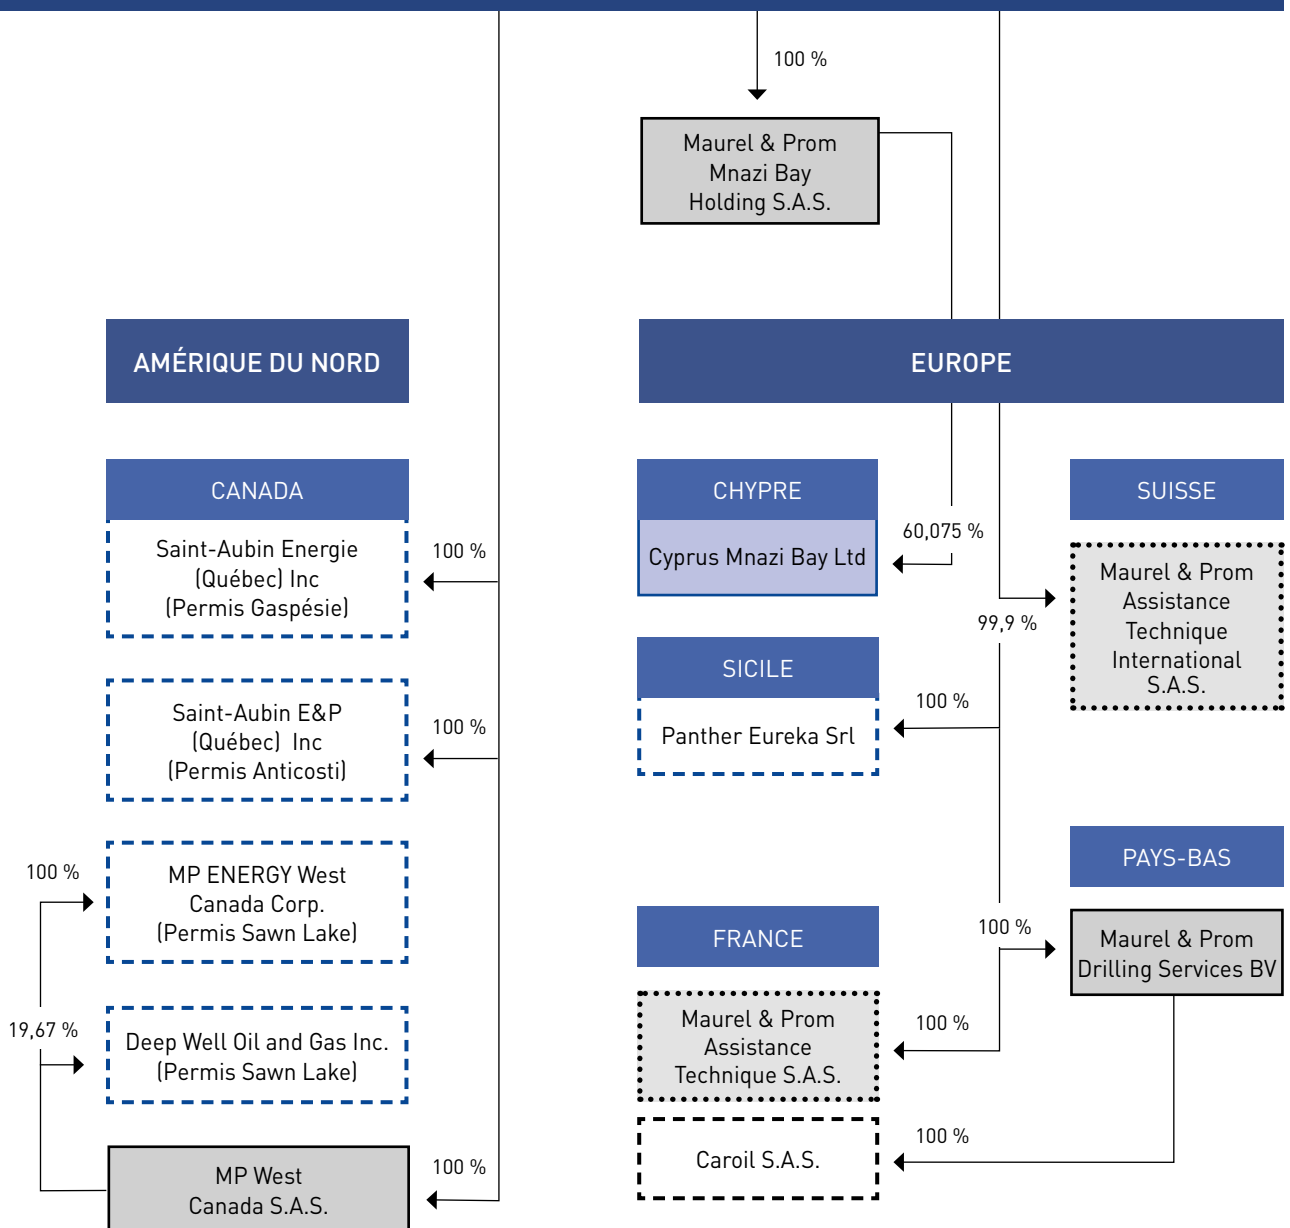 100 %
Maurel & Prom
Mnazi Bay
Holding S.A.S.
AMÉRIQUE DU NORD
EUROPE
CANADA
Saint-Aubin Energie
(Québec) Inc
(Permis Gaspésie)
100 %
Saint-Aubin E&P
(Québec) Inc
(Permis Anticosti)
100 %
100 %
MP ENERGY West
Canada Corp.
(Permis Sawn Lake)
19,67 %
Deep Well Oil and Gas Inc.
(Permis Sawn Lake)
MP West
Canada S.A.S.
100 %
CHYPRE
Cyprus Mnazi Bay Ltd
60,075 %
SUISSE
Maurel & Prom
Assistance
Technique
International
S.A.S.
99,9 %
SICILE
Panther Eureka Srl
100 %
PAYS-BAS
Maurel & Prom
Drilling Services BV
100 %
FRANCE
Maurel & Prom
Assistance
Technique S.A.S.
100 %
Caroil S.A.S.
100 %